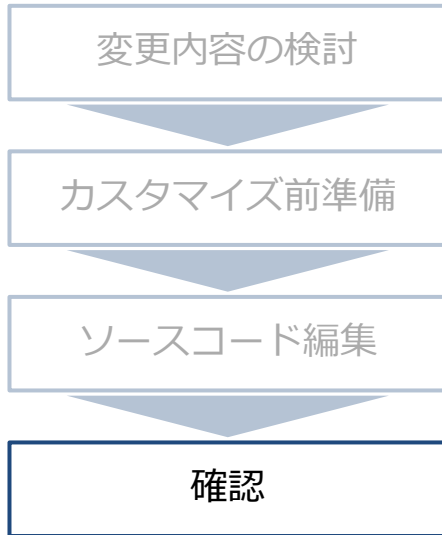 変更内容の検討
カスタマイズ前準備
ソースコード編集
確認